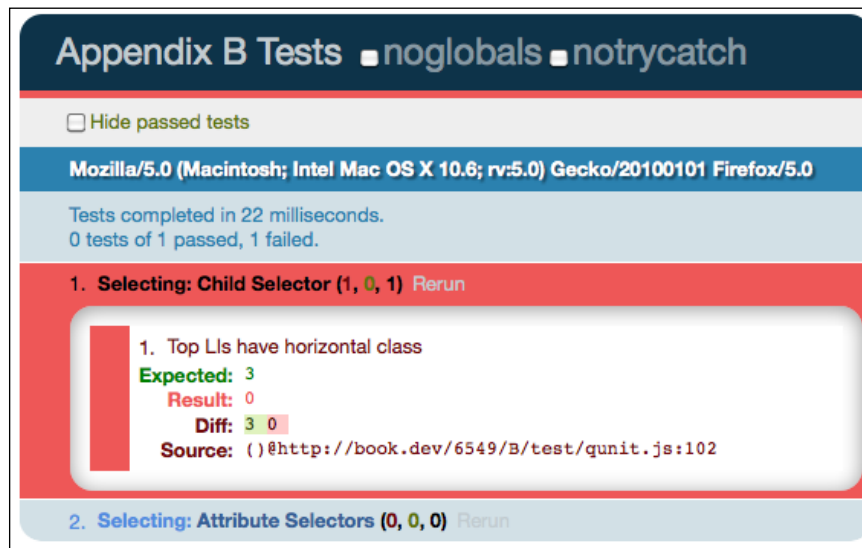 Appendix B Tests noglobals notrycatch
Hide passed tests
Mozilla/5.0 (Macintosh; Intel Mac OS X 10.6; rv:5.0) Gecko/20100101 Firefox/5.0
Tests completed in 22 milliseconds.
0 tests of 1 passed, 1 failed.
1. Selecting: Child Selector (1, 0, 1) Rerun
1. Top LIs have horizontal class
Expected: 3
Result: 0
Diff: 3 0
Source: ()@http://book.dev/6549/B/test/qunit.js:102
2. Selecting: Attribute Selectors (0, 0, 0) Rerun